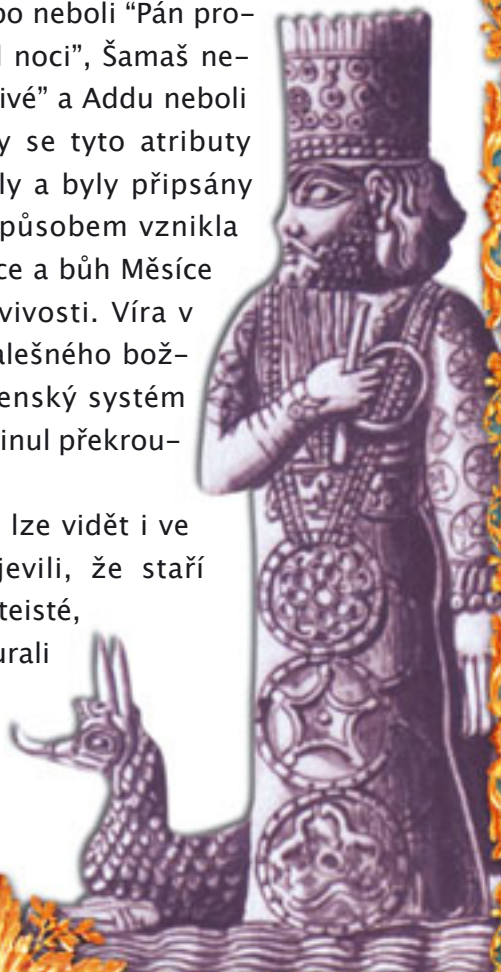 bo neboli “Pán pro–
l noci”, Šamaš ne–
ivé” a Addu neboli
y se tyto atributy
ly a byly připsány
působem vznikla
ce a bůh Měsíce
vivosti. Víra v
alešného bož–
enský systém
inul překrou–
lze vidět i ve
jevili, že staří
teisté,
urali